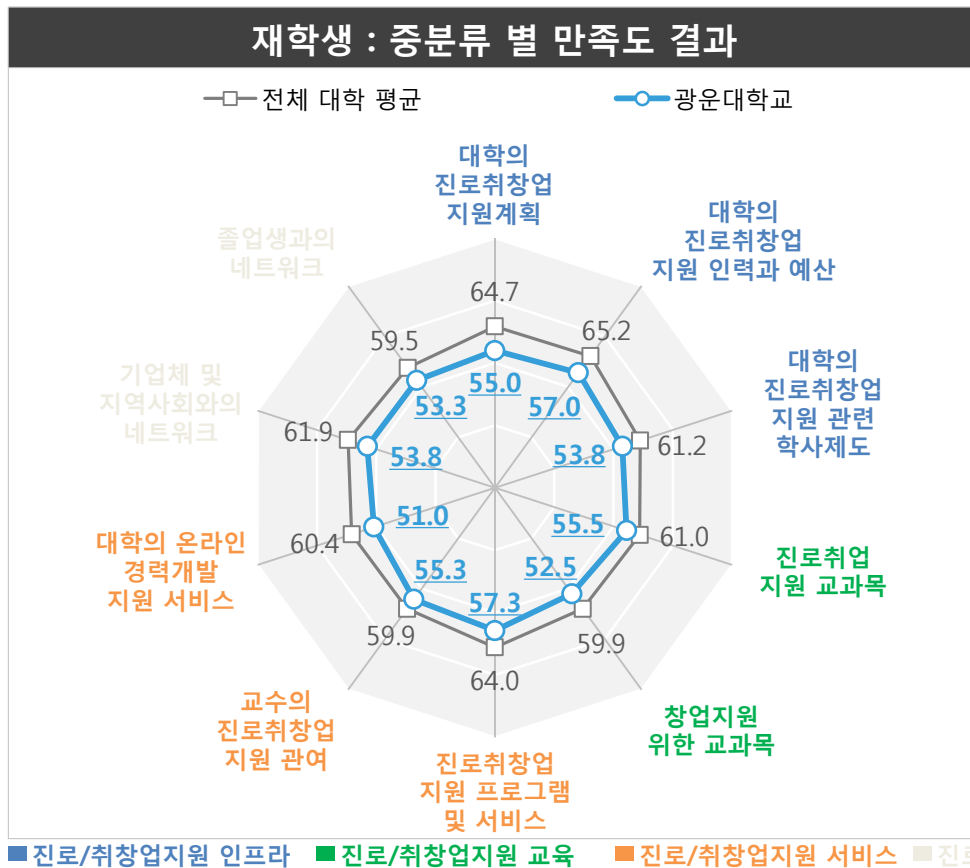 재학생 : 중분류 별 만족도 결과
전체 대학 평균
광운대학교
대학의
진로취창업
지원계획
대학의
진로취창업
지원 인력과 예산
대학의
진로취창업
지원 관련
학사제도
진로취업
지원 교과목
창업지원
위한 교과목
진로취창업
지원 프로그램
및 서비스
교수의
진로취창업
지원 관여
대학의 온라인
경력개발
지원 서비스
기업체 및
지역사회와의
네트워크
졸업생과의
네트워크
64.7
65.2
61.2
61.0
59.9
64.0
59.9
60.4
61.9
59.5
55.0
57.0
53.8
55.5
52.5
57.3
55.3
51.0
53.8
53.3
진로/취창업지원 인프라
진로/취창업지원 교육
진로/취창업지원 서비스